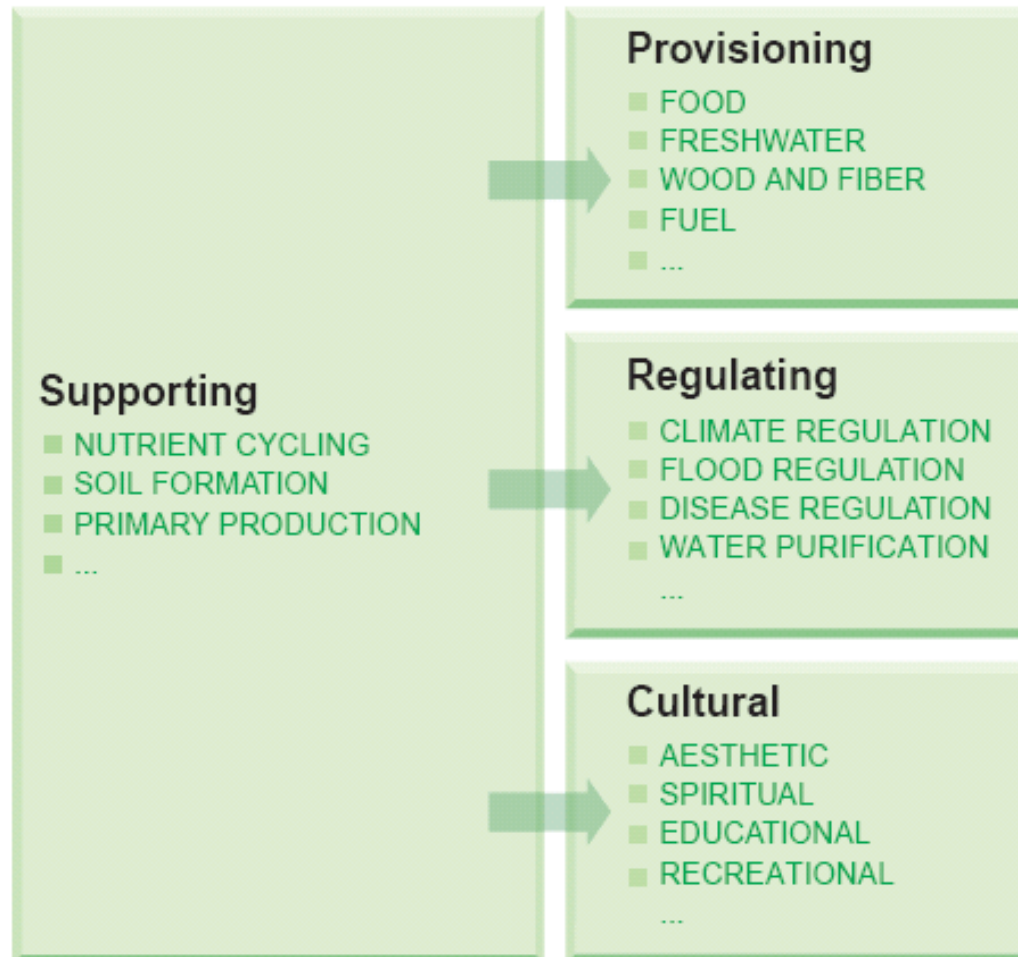 Supporting
NUTRIENT CYCLING
SOIL FORMATION
PRIMARY PRODUCTION
...
Provisioning
FOOD
FRESHWATER
WOOD AND FIBER
FUEL
...
Regulating
CLIMATE REGULATION
FLOOD REGULATION
DISEASE REGULATION
WATER PURIFICATION
...
Cultural
AESTHETIC
SPIRITUAL
EDUCATIONAL
RECREATIONAL
...